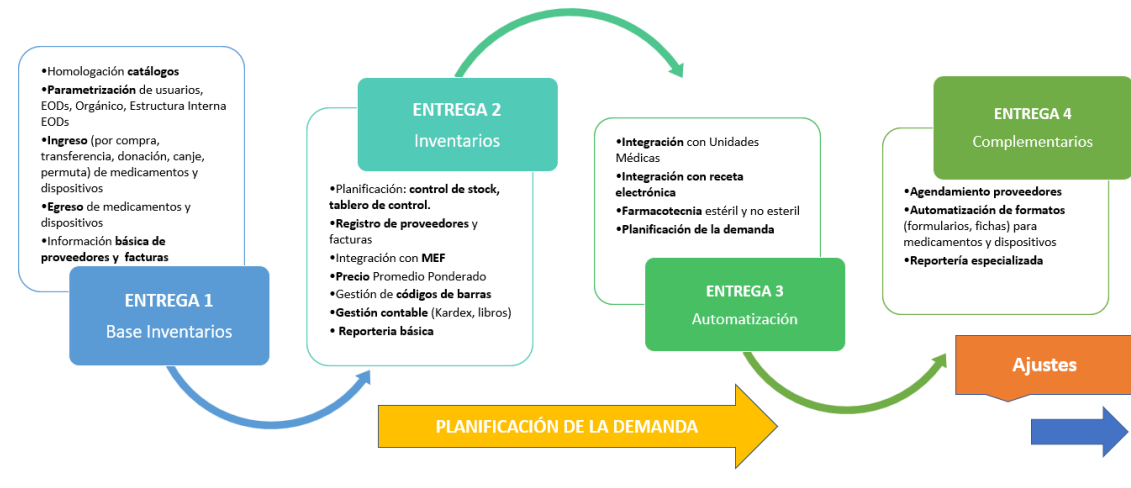 •Homologación catálogos
•Parametrización de usuarios,
EODs, Orgánico, Estructura Interna
EODs
•Ingreso (por compra,
transferencia, donación, canje,
permuta) de medicamentos y
dispositivos
•Egreso de medicamentos y
dispositivos
•Información básica de
proveedores y facturas
ENTREGA 1
Base Inventarios
ENTREGA 2
Inventarios
•Planificación: control de stock,
tablero de control.
•Registro de proveedores y
facturas
•Integración con MEF
•Precio Promedio Ponderado
•Gestión de códigos de barras
•Gestión contable (Kardex, libros)
• Reporteria básica
•Integración con Unidades
Médicas
•Integración con receta
electrónica
•Farmacotecnia estéril y no esteril
•Planificación de la demanda
ENTREGA 3
Automatización
ENTREGA 4
Complementarios
•Agendamiento proveedores
•Automatización de formatos
(formularios, fichas) para
medicamentos y dispositivos
•Reportería especializada
Ajustes
PLANIFICACIÓN DE LA DEMANDA